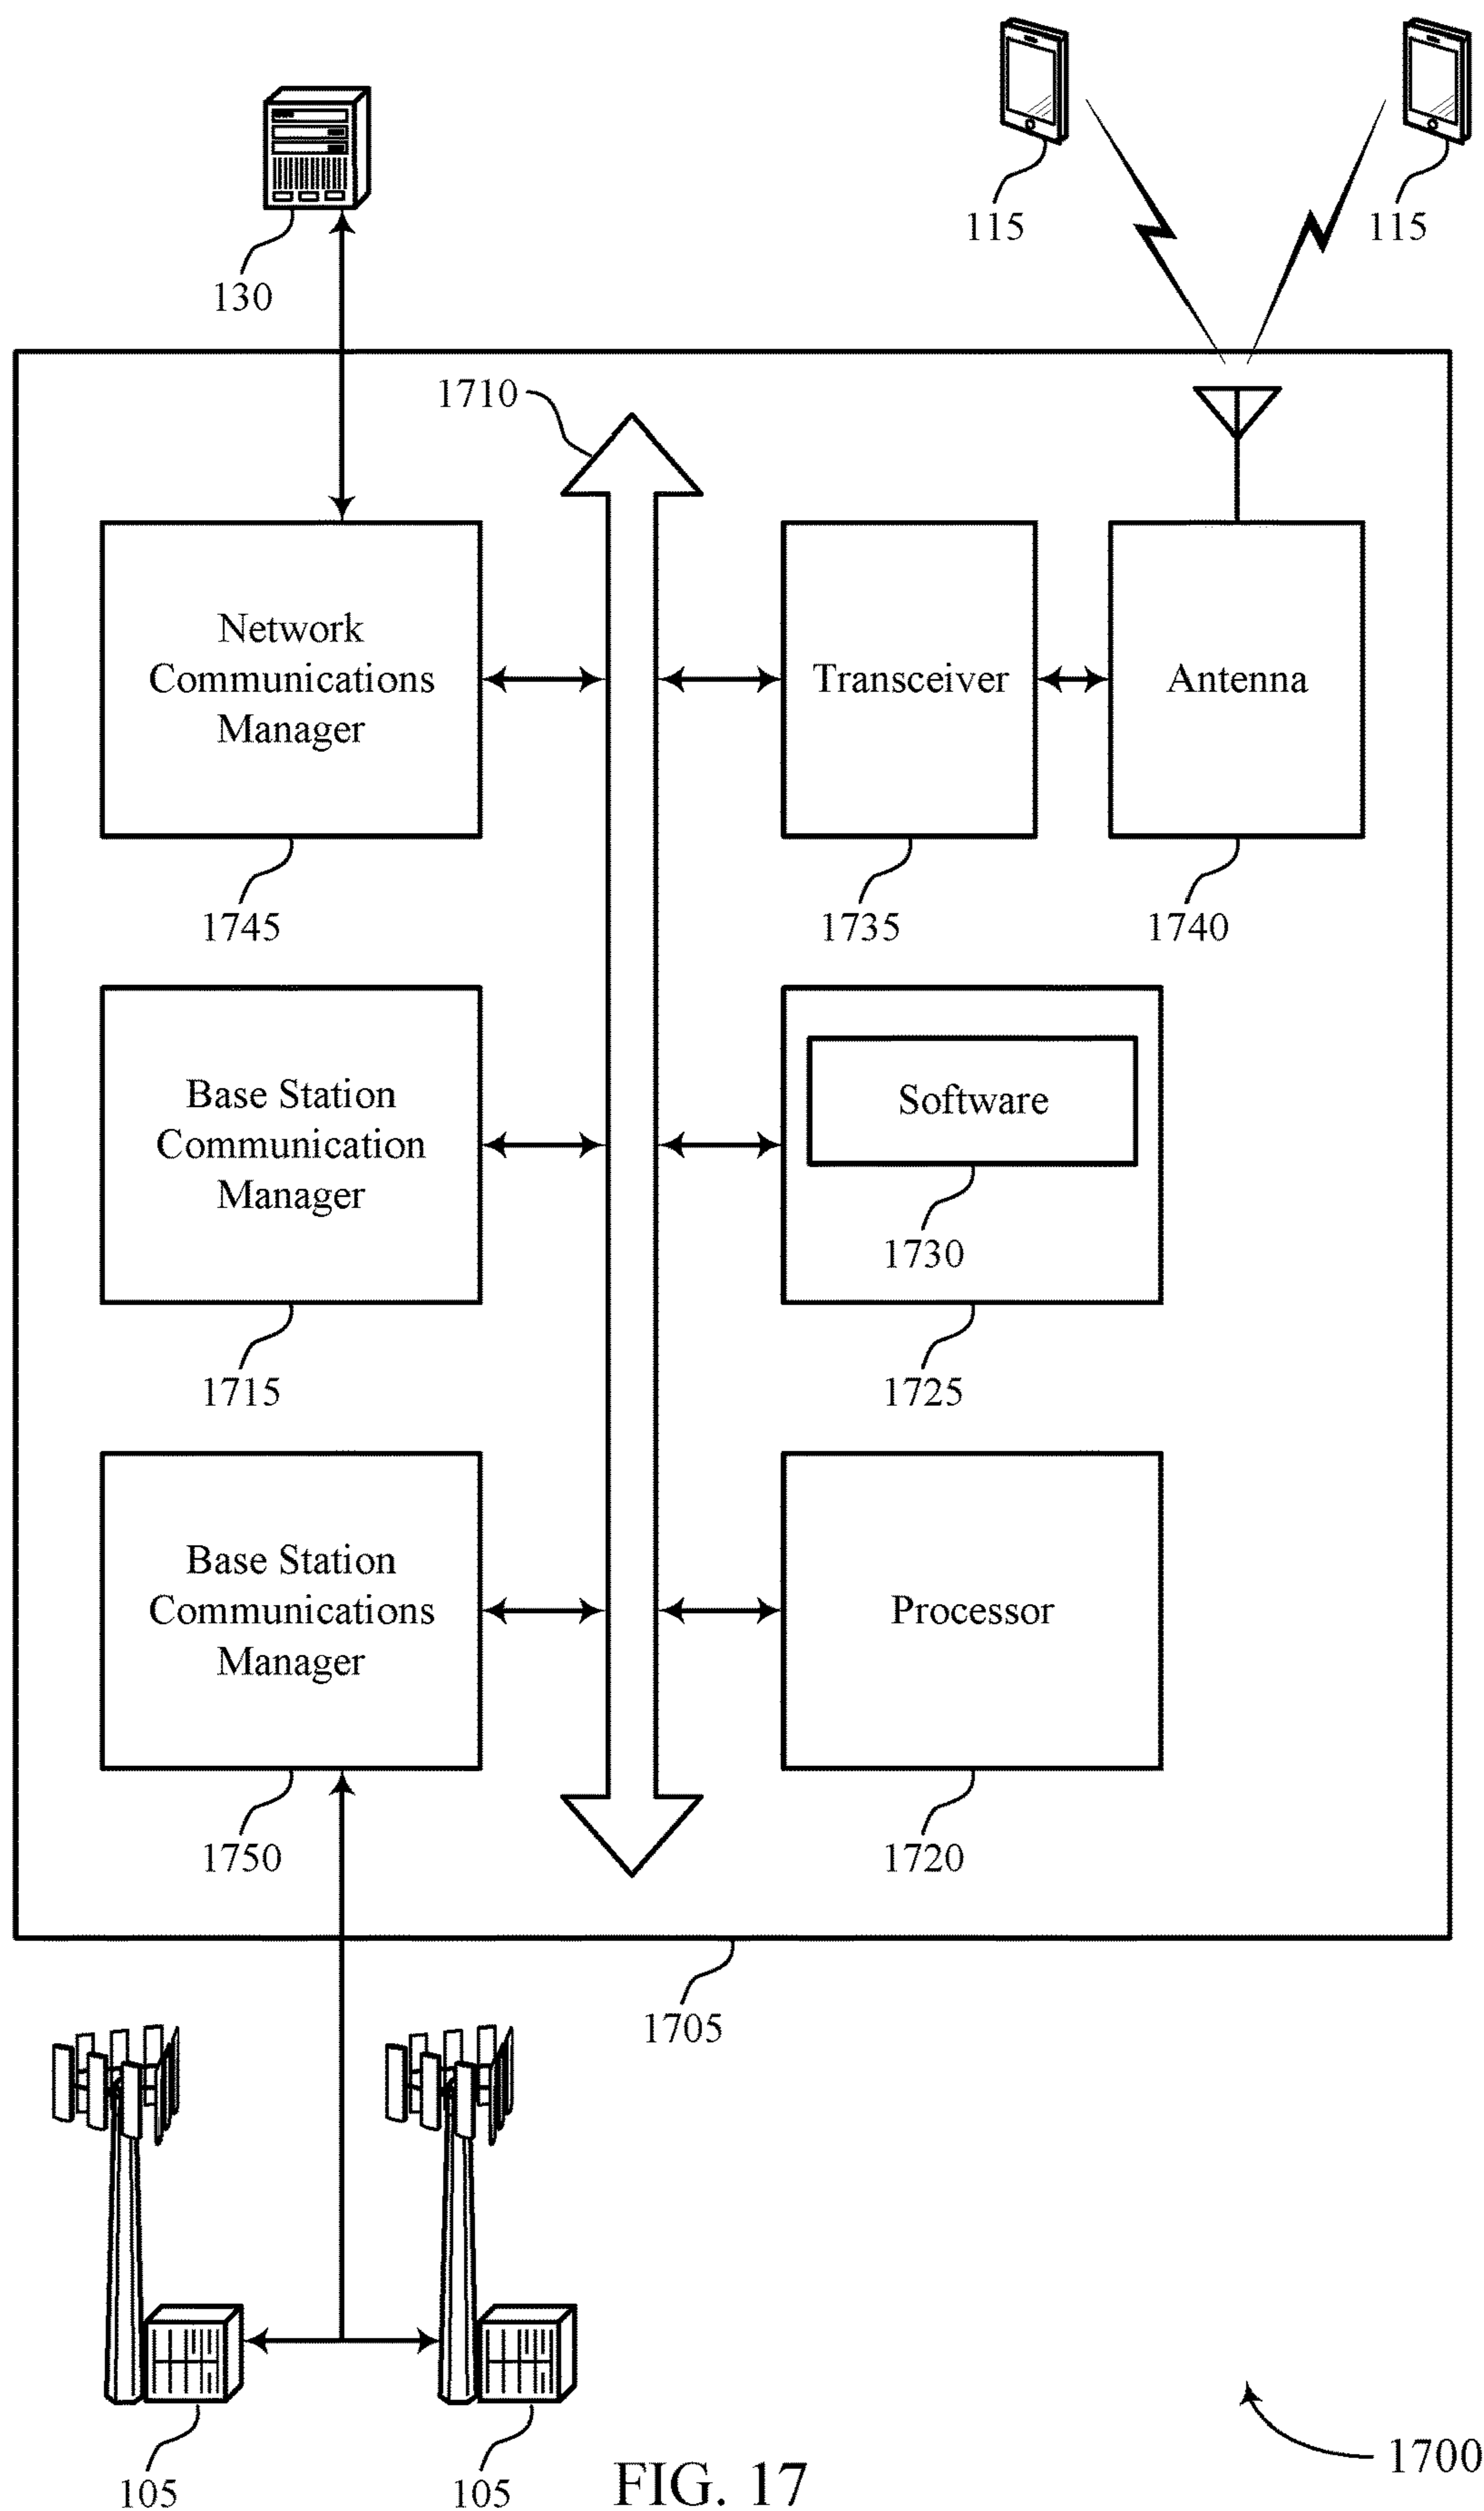 115
115
130
1710
Network
Communications
Manager
Transceiver
Antenna
1745
1735
1740
Base Station
Communication
Manager
Software
1730
1715
1725
Base Station
Communications
Manager
Processor
1750
1720
1705
105
105
FIG. 17
1700